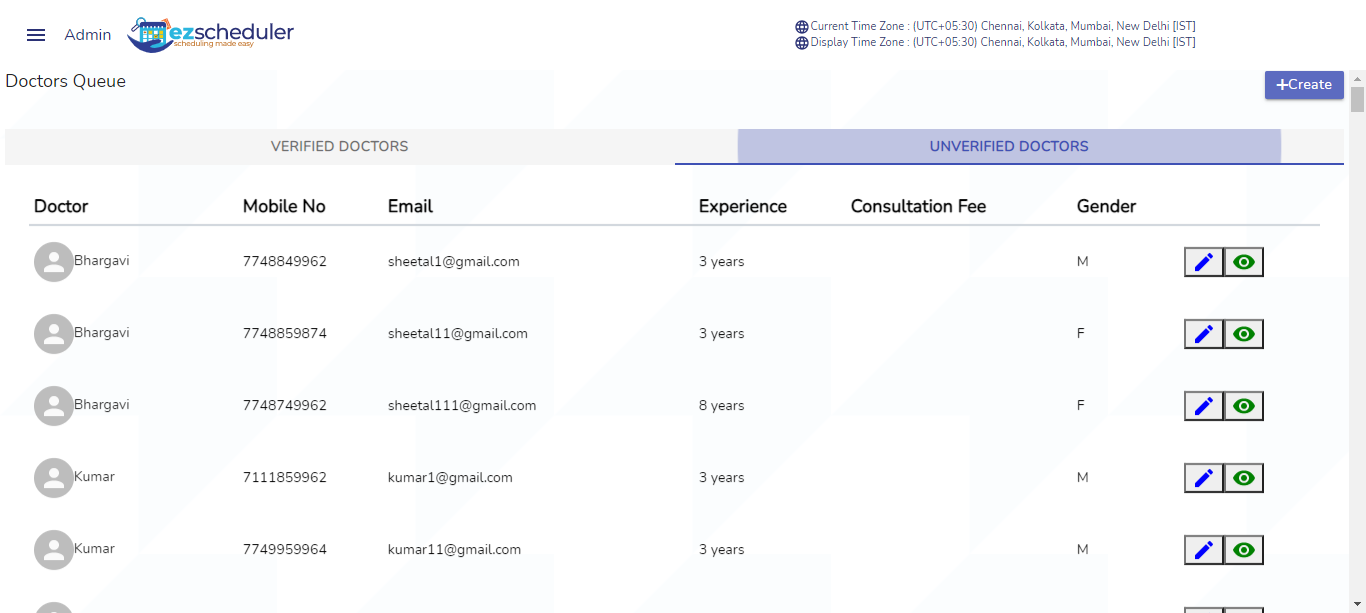 Admin
ezscheduler
scheduling made easy
Current Time Zone : (UTC+05:30) Chennai, Kolkata, Mumbai, New Delhi [IST]
Display Time Zone : (UTC+05:30) Chennai, Kolkata, Mumbai, New Delhi [IST]
Doctors Queue
+Create
VERIFIED DOCTORS UNVERIFIED DOCTORS
Doctor Mobile No Email Experience Consultation Fee Gender
Bhargavi 7748849962 sheetal1@gmail.com 3 years M
Bhargavi 7748859874 sheetal11@gmail.com 3 years F
Bhargavi 7748749962 sheetal111@gmail.com 8 years F
Kumar 7111859962 kumar1@gmail.com 3 years M
Kumar 7749959964 kumar11@gmail.com 3 years M